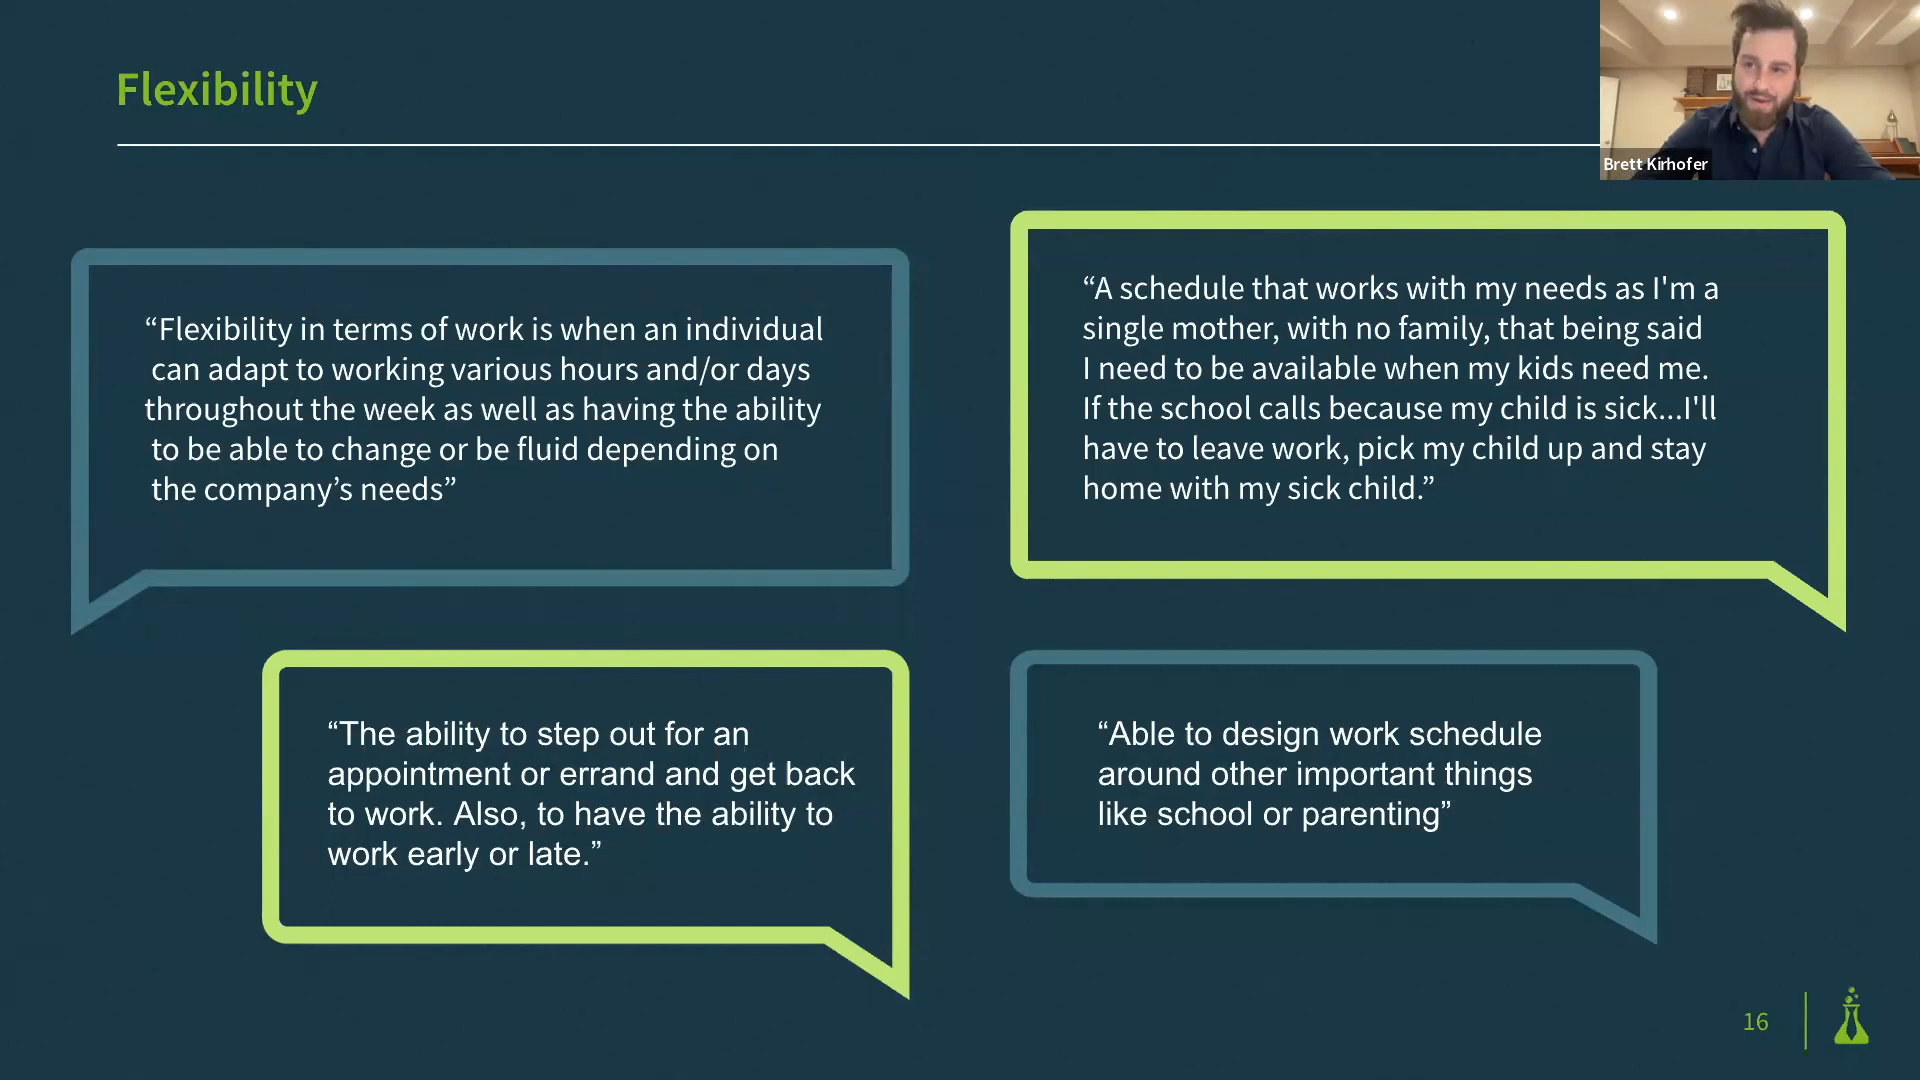 Flexibility
Brett Kirhofer
“Flexibility in terms of work is when an individual
can adapt to working various hours and/or days
throughout the week as well as having the ability
to be able to change or be fluid depending on
the company’s needs”
“A schedule that works with my needs as I'm a
single mother, with no family, that being said
I need to be available when my kids need me.
If the school calls because my child is sick...I'll
have to leave work, pick my child up and stay
home with my sick child.”
“The ability to step out for an
appointment or errand and get back
to work. Also, to have the ability to
work early or late.”
“Able to design work schedule
around other important things
like school or parenting”
16